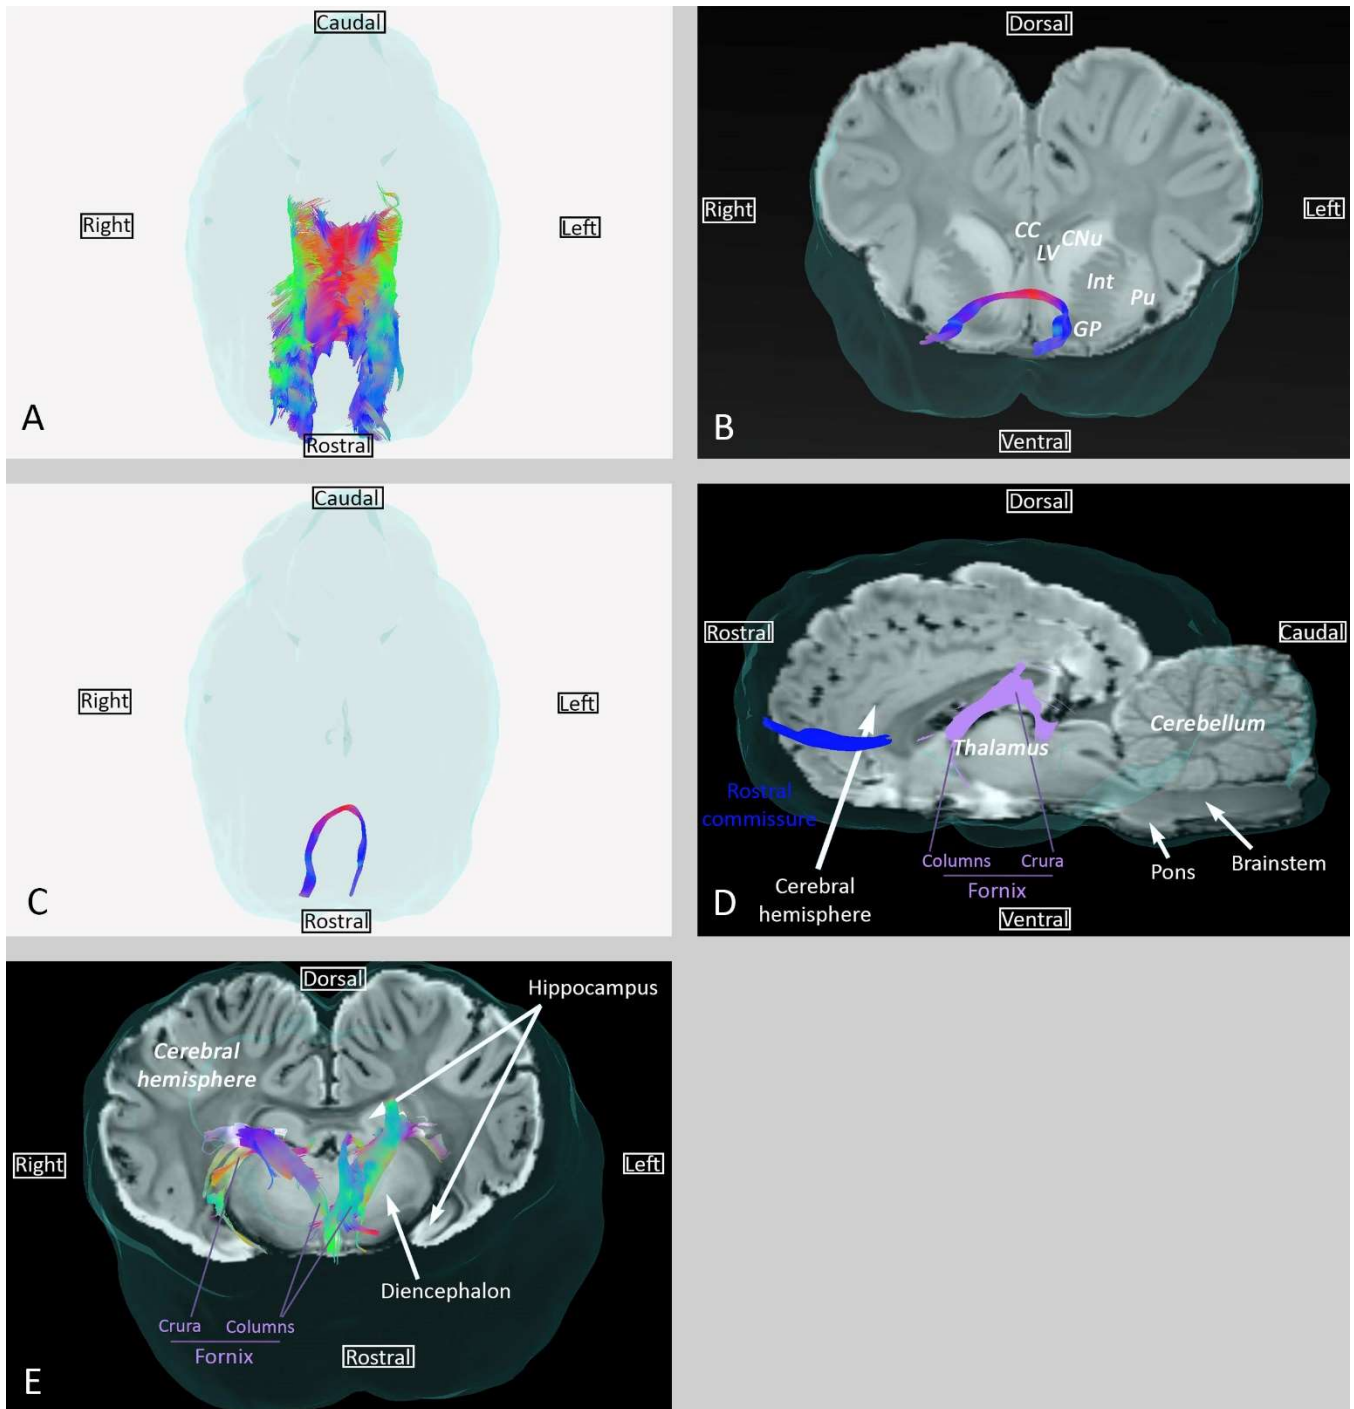 Caudal
Right
Left
A
Rostral
Dorsal
Right
Left
CC
CNu
LV
Int
Pu
GP
B
Ventral
Caudal
Right
Left
C
Rostral
Dorsal
Rostral
Caudal
Cerebellum
Thalamus
Rostral
commissure
Columns
Crura
Fornix
Pons
Brainstem
Cerebral
hemisphere
D
Ventral
Dorsal
Hippocampus
Cerebral
hemisphere
Right
Left
Diencephalon
Crura
Columns
Fornix
Rostral
E